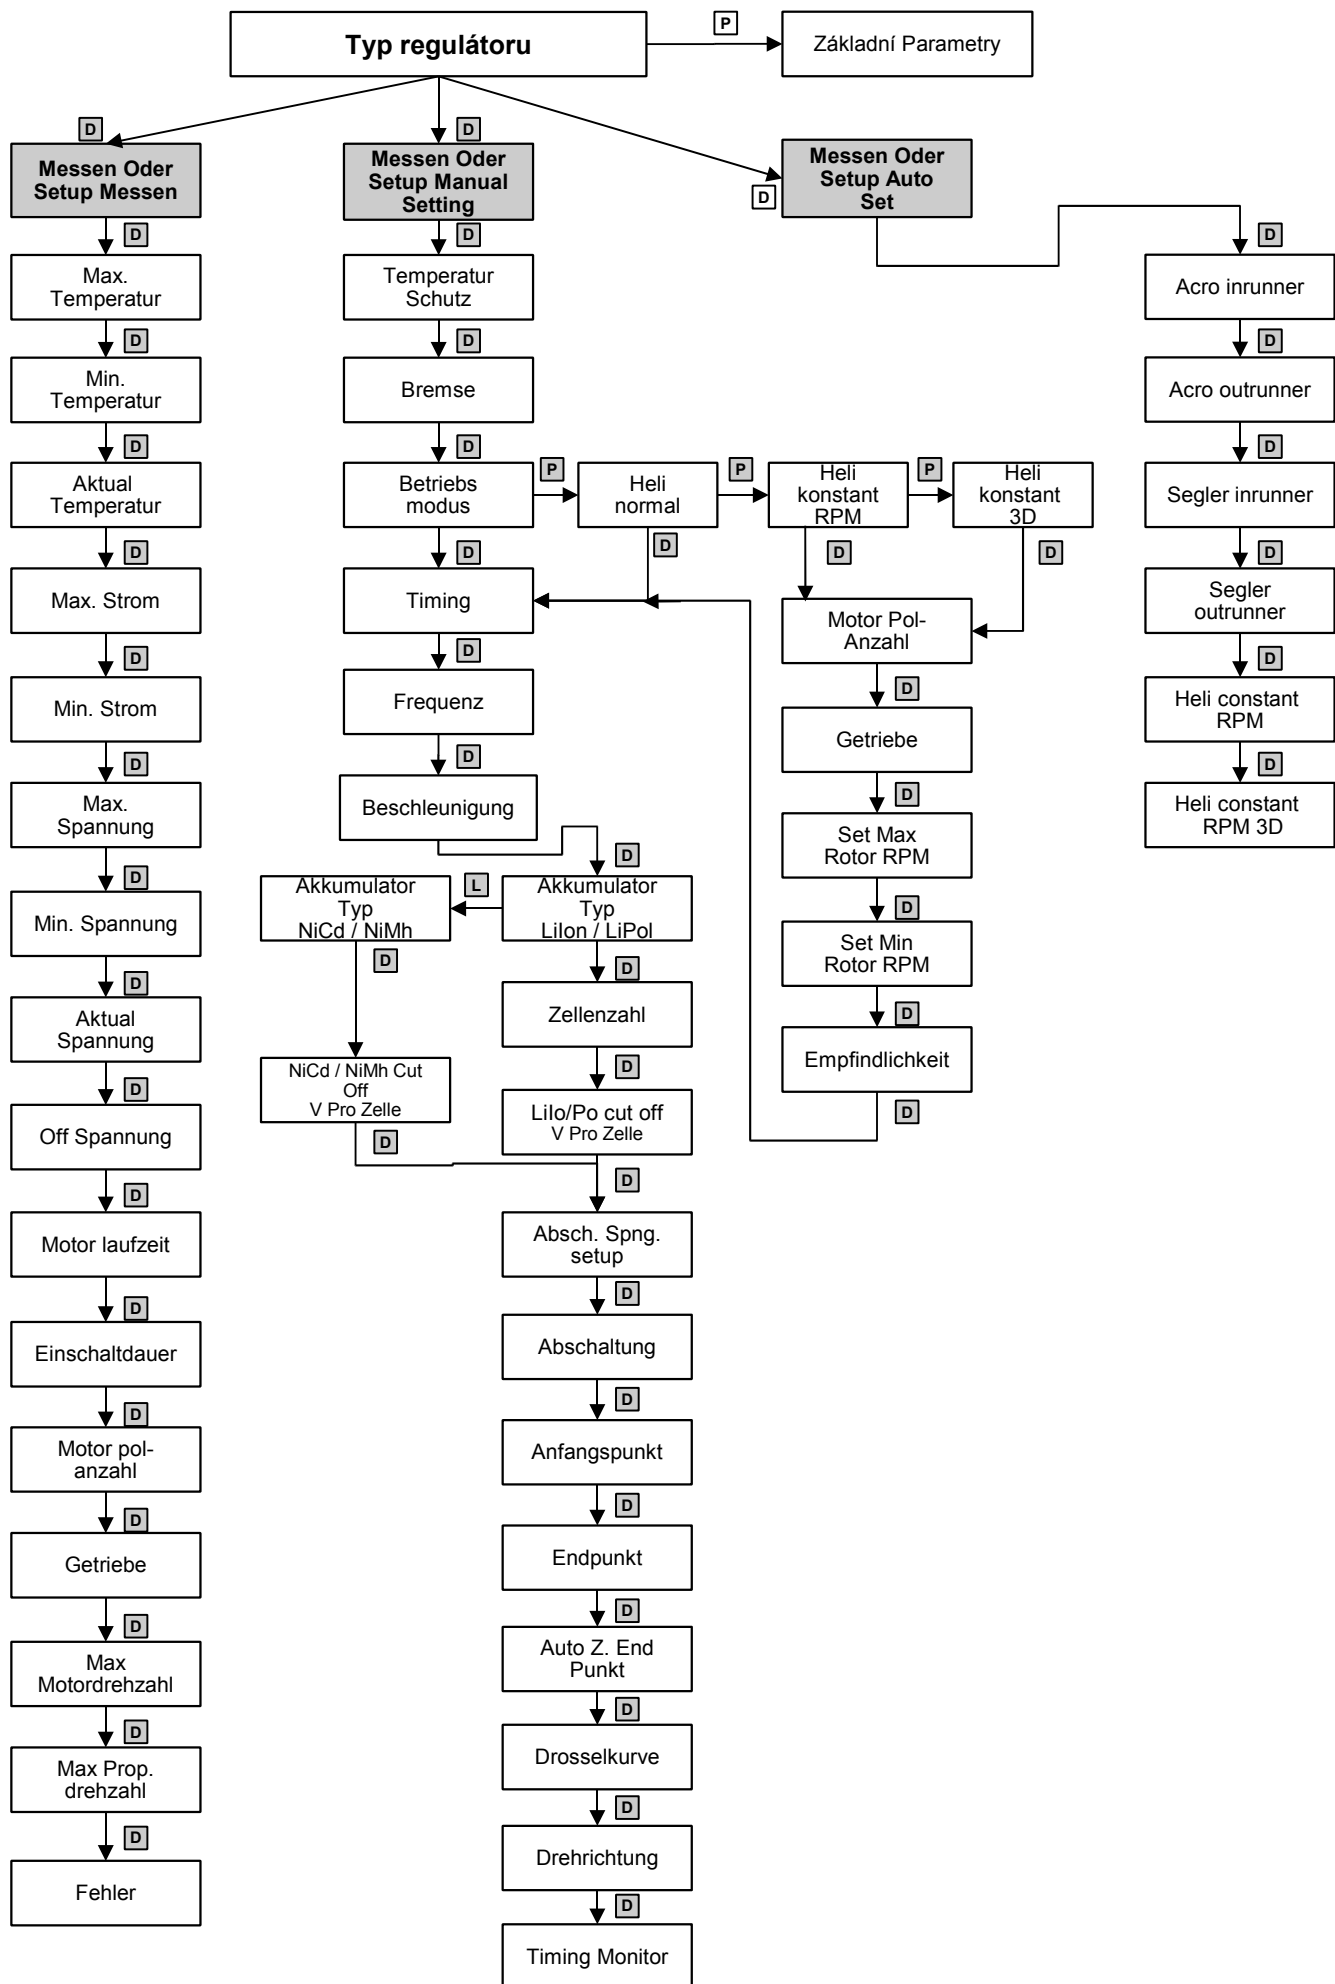 Typ regulátoru
P
Základní Parametry
D
Messen Oder
Setup Messen
D
Max.
Temperatur
D
Min.
Temperatur
D
Aktual
Temperatur
D
Max. Strom
D
Min. Strom
D
Max.
Spannung
D
Min. Spannung
D
Aktual
Spannung
D
Off Spannung
D
Motor laufzeit
D
Einschaltdauer
D
Motor pol-
anzahl
D
Getriebe
D
Max
Motordrehzahl
D
Max Prop.
drehzahl
D
Fehler
D
Messen Oder
Setup Manual
Setting
D
Temperatur
Schutz
D
Bremse
D
Betriebs
modus
P
Heli
normal
P
Heli
konstant
RPM
P
Heli
konstant
3D
D
D
D
D
Timing
D
Frequenz
D
Beschleunigung
D
Akkumulator
Typ
LiIon / LiPol
L
Akkumulator
Typ
NiCd / NiMh
D
NiCd / NiMh Cut
Off
V Pro Zelle
D
D
Zellenzahl
D
LiIo/Po cut off
V Pro Zelle
D
Absch. Spng.
setup
D
Abschaltung
D
Anfangspunkt
D
Endpunkt
D
Auto Z. End
Punkt
D
Drosselkurve
D
Drehrichtung
D
Timing Monitor
Motor Pol-
Anzahl
D
Getriebe
D
Set Max
Rotor RPM
D
Set Min
Rotor RPM
D
Empfindlichkeit
D
D
Messen Oder
Setup Auto
Set
D
Acro inrunner
D
Acro outrunner
D
Segler inrunner
D
Segler
outrunner
D
Heli constant
RPM
D
Heli constant
RPM 3D